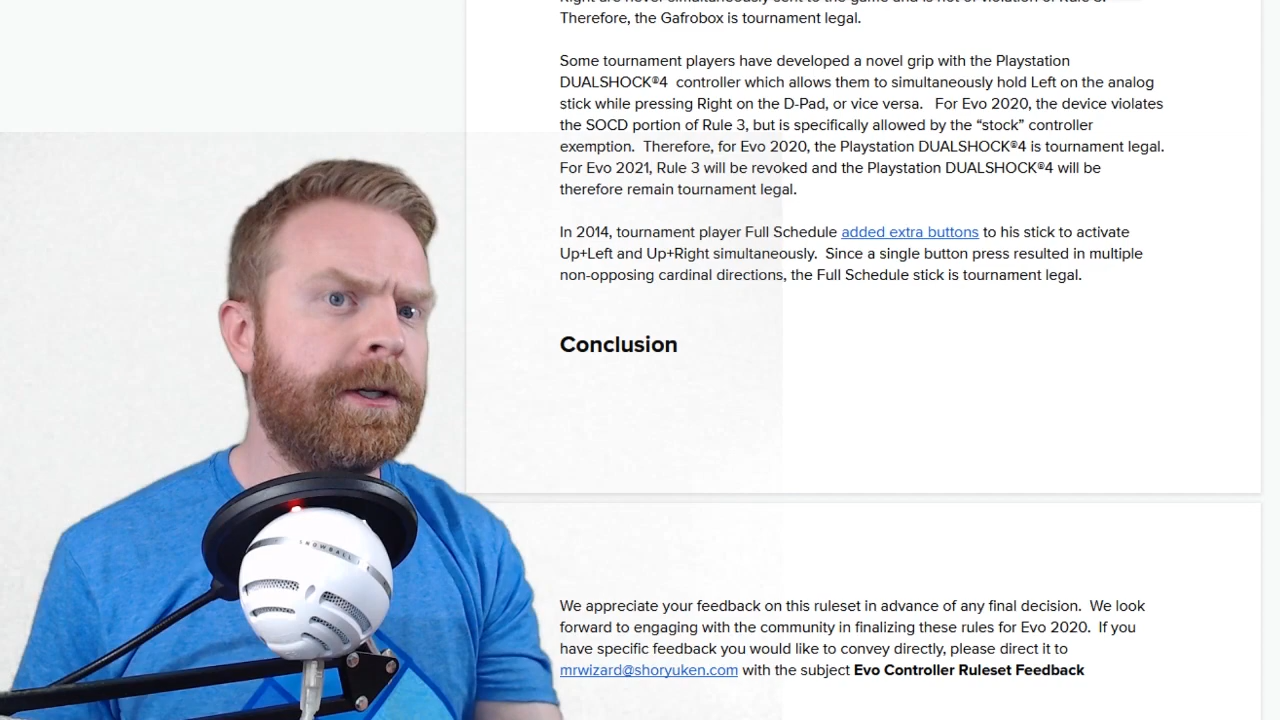 Therefore, the Gafrobox is tournament legal.
Some tournament players have developed a novel grip with the Playstation
DUALSHOCK®4  controller which allows them to simultaneously hold Left on the analog
stick while pressing Right on the D-Pad, or vice versa.   For Evo 2020, the device violates
the SOCD portion of Rule 3, but is specifically allowed by the “stock” controller
exemption.  Therefore, for Evo 2020, the Playstation DUALSHOCK®4 is tournament legal.
For Evo 2021, Rule 3 will be revoked and the Playstation DUALSHOCK®4 will be
therefore remain tournament legal.
In 2014, tournament player Full Schedule added extra buttons to his stick to activate
Up+Left and Up+Right simultaneously.  Since a single button press resulted in multiple
non-opposing cardinal directions, the Full Schedule stick is tournament legal.
Conclusion
SNOWBALL
We appreciate your feedback on this ruleset in advance of any final decision.  We look
forward to engaging with the community in finalizing these rules for Evo 2020.  If you
have specific feedback you would like to convey directly, please direct it to
mrwizard@shoryuken.com with the subject Evo Controller Ruleset Feedback